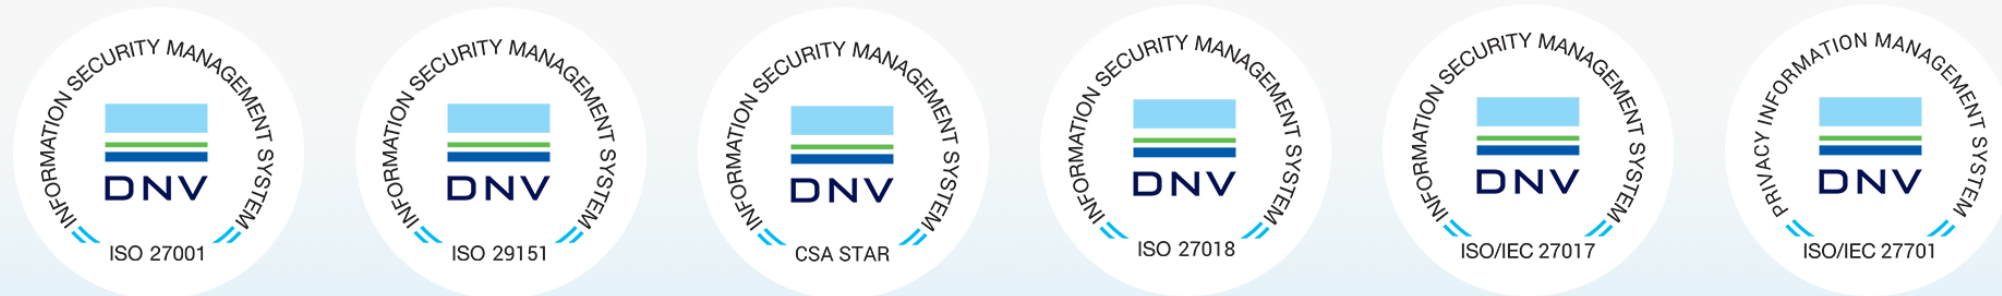 INFORMATION SECURITY MANAGEMENT SYSTEM
DNV
ISO 27001
INFORMATION SECURITY MANAGEMENT SYSTEM
DNV
ISO 29151
INFORMATION SECURITY MANAGEMENT SYSTEM
DNV
CSA STAR
INFORMATION SECURITY MANAGEMENT SYSTEM
DNV
ISO 27018
INFORMATION SECURITY MANAGEMENT SYSTEM
DNV
ISO/IEC 27017
PRIVACY INFORMATION MANAGEMENT SYSTEM
DNV
ISO/IEC 27701